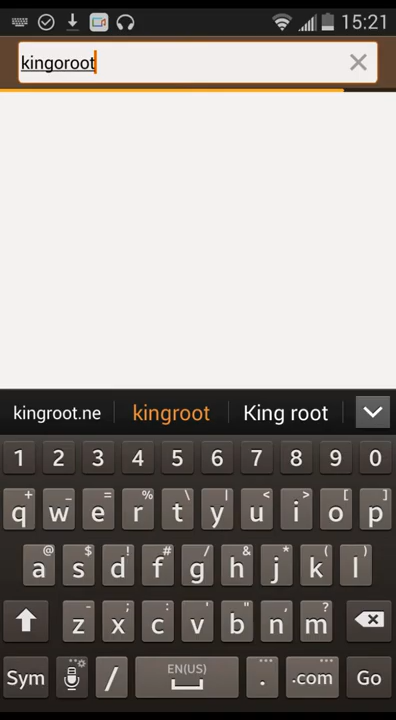 15:21
kingoroot
kingroot.ne kingroot King root
1 2 3 4 5 6 7 8 9 0
+ _ = % \ | < > [ ]
q w e r t y u i o p
@ $ ! # / & * ( )
a s d f g h j k l
- ; : ' " , ?
z x c v b n m
Sym / EN(US) . .com Go